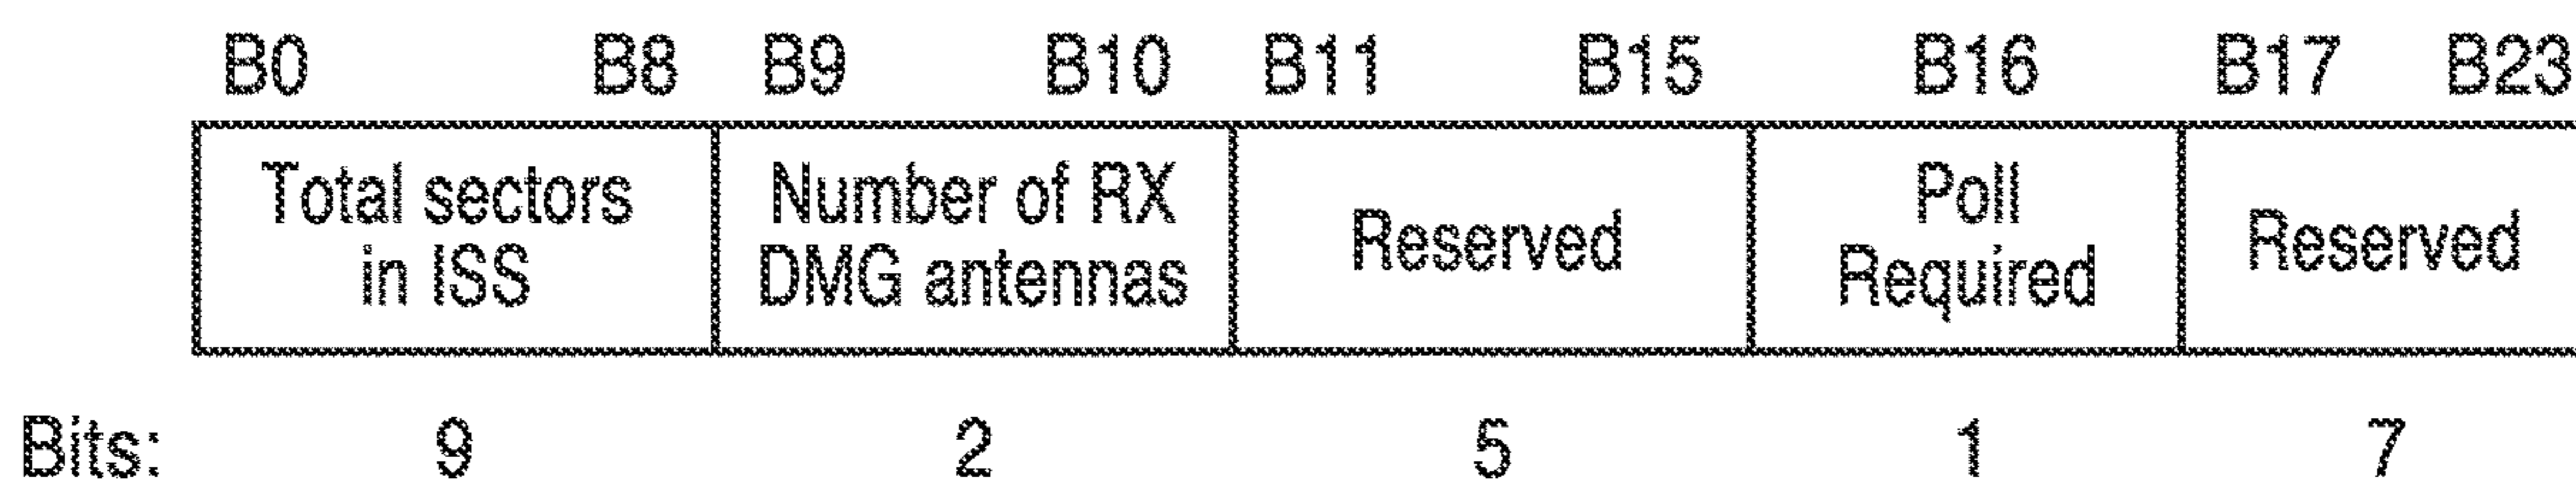 B0 B8 B9 B10 B11 B15 B16 B17 B23
Total sectors in ISS
Number of RX DMG antennas
Reserved
Poll Required
Reserved
Bits: 9 2 5 1 7